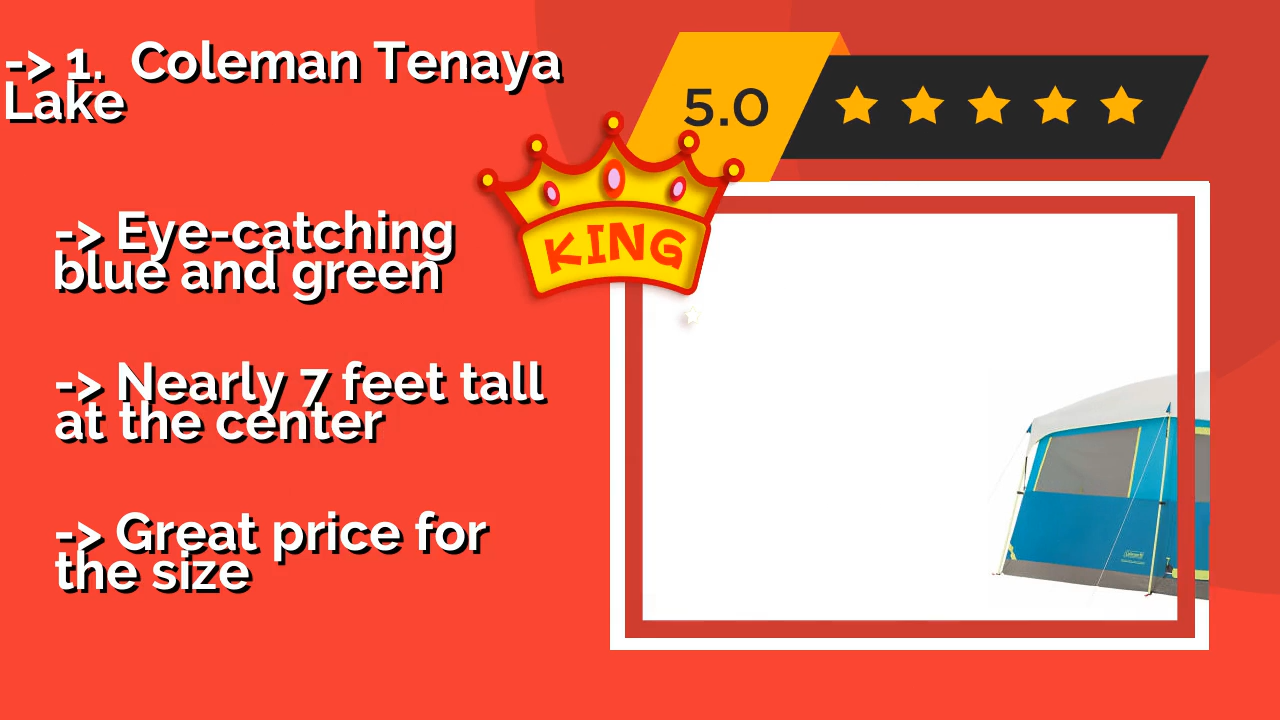 -> 1.  Coleman Tenaya
Lake
5.0
KING
-> Eye-catching
blue and green
-> Nearly 7 feet tall
at the center
-> Great price for
the size
Coleman